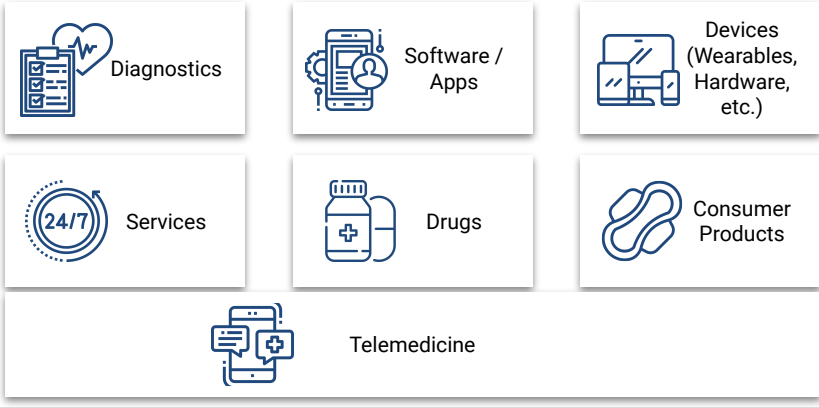 Diagnostics
Software /
Apps
Devices
(Wearables,
Hardware,
etc.)
24/7
Services
Drugs
Consumer
Products
Telemedicine